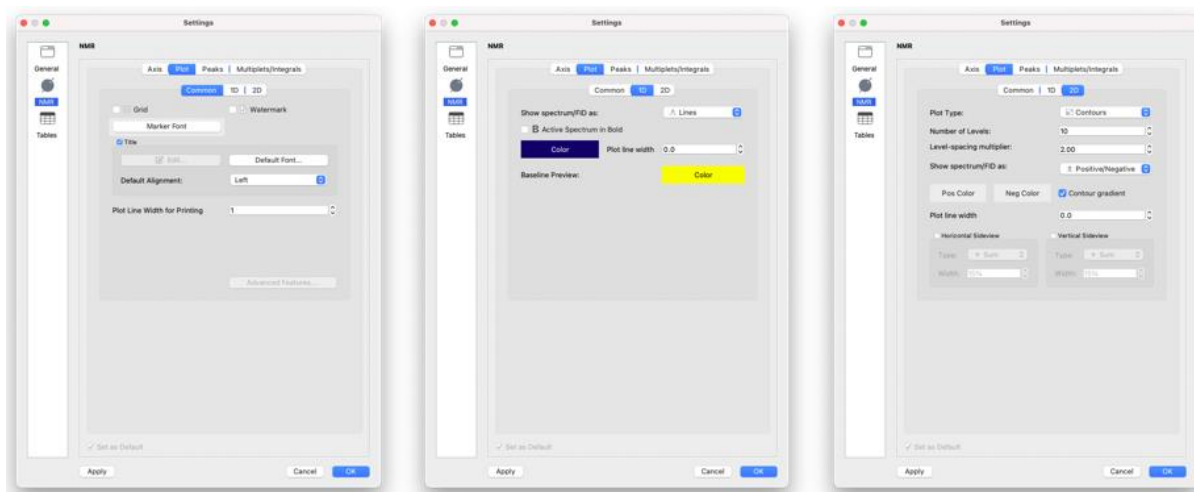 Settings
NMR
General
NMR
Tables
Axis Plot Peaks Multiplets/Integrals
Common 1D 2D
Grid Watermark
Marker Font
Title
Edit... Default Font...
Default Alignment: Left
Plot Line Width for Printing 1
Advanced Features...
Set as Default
Apply Cancel OK
Settings
NMR
General
NMR
Tables
Axis Plot Peaks Multiplets/Integrals
Common 1D 2D
Show spectrum/FID as: Lines
B Active Spectrum in Bold
Color Plot line width 0.0
Baseline Preview: Color
Set as Default
Apply Cancel OK
Settings
NMR
General
NMR
Tables
Axis Plot Peaks Multiplets/Integrals
Common 1D 2D
Plot Type: Contours
Number of Levels: 10
Level-spacing multiplier: 2.00
Show spectrum/FID as: ± Positive/Negative
Pos Color Neg Color Contour gradient
Plot line width 0.0
Horizontal Sideview Vertical Sideview
Type: + Sum Type: + Sum
Width: 15% Width: 15%
Set as Default
Apply Cancel OK